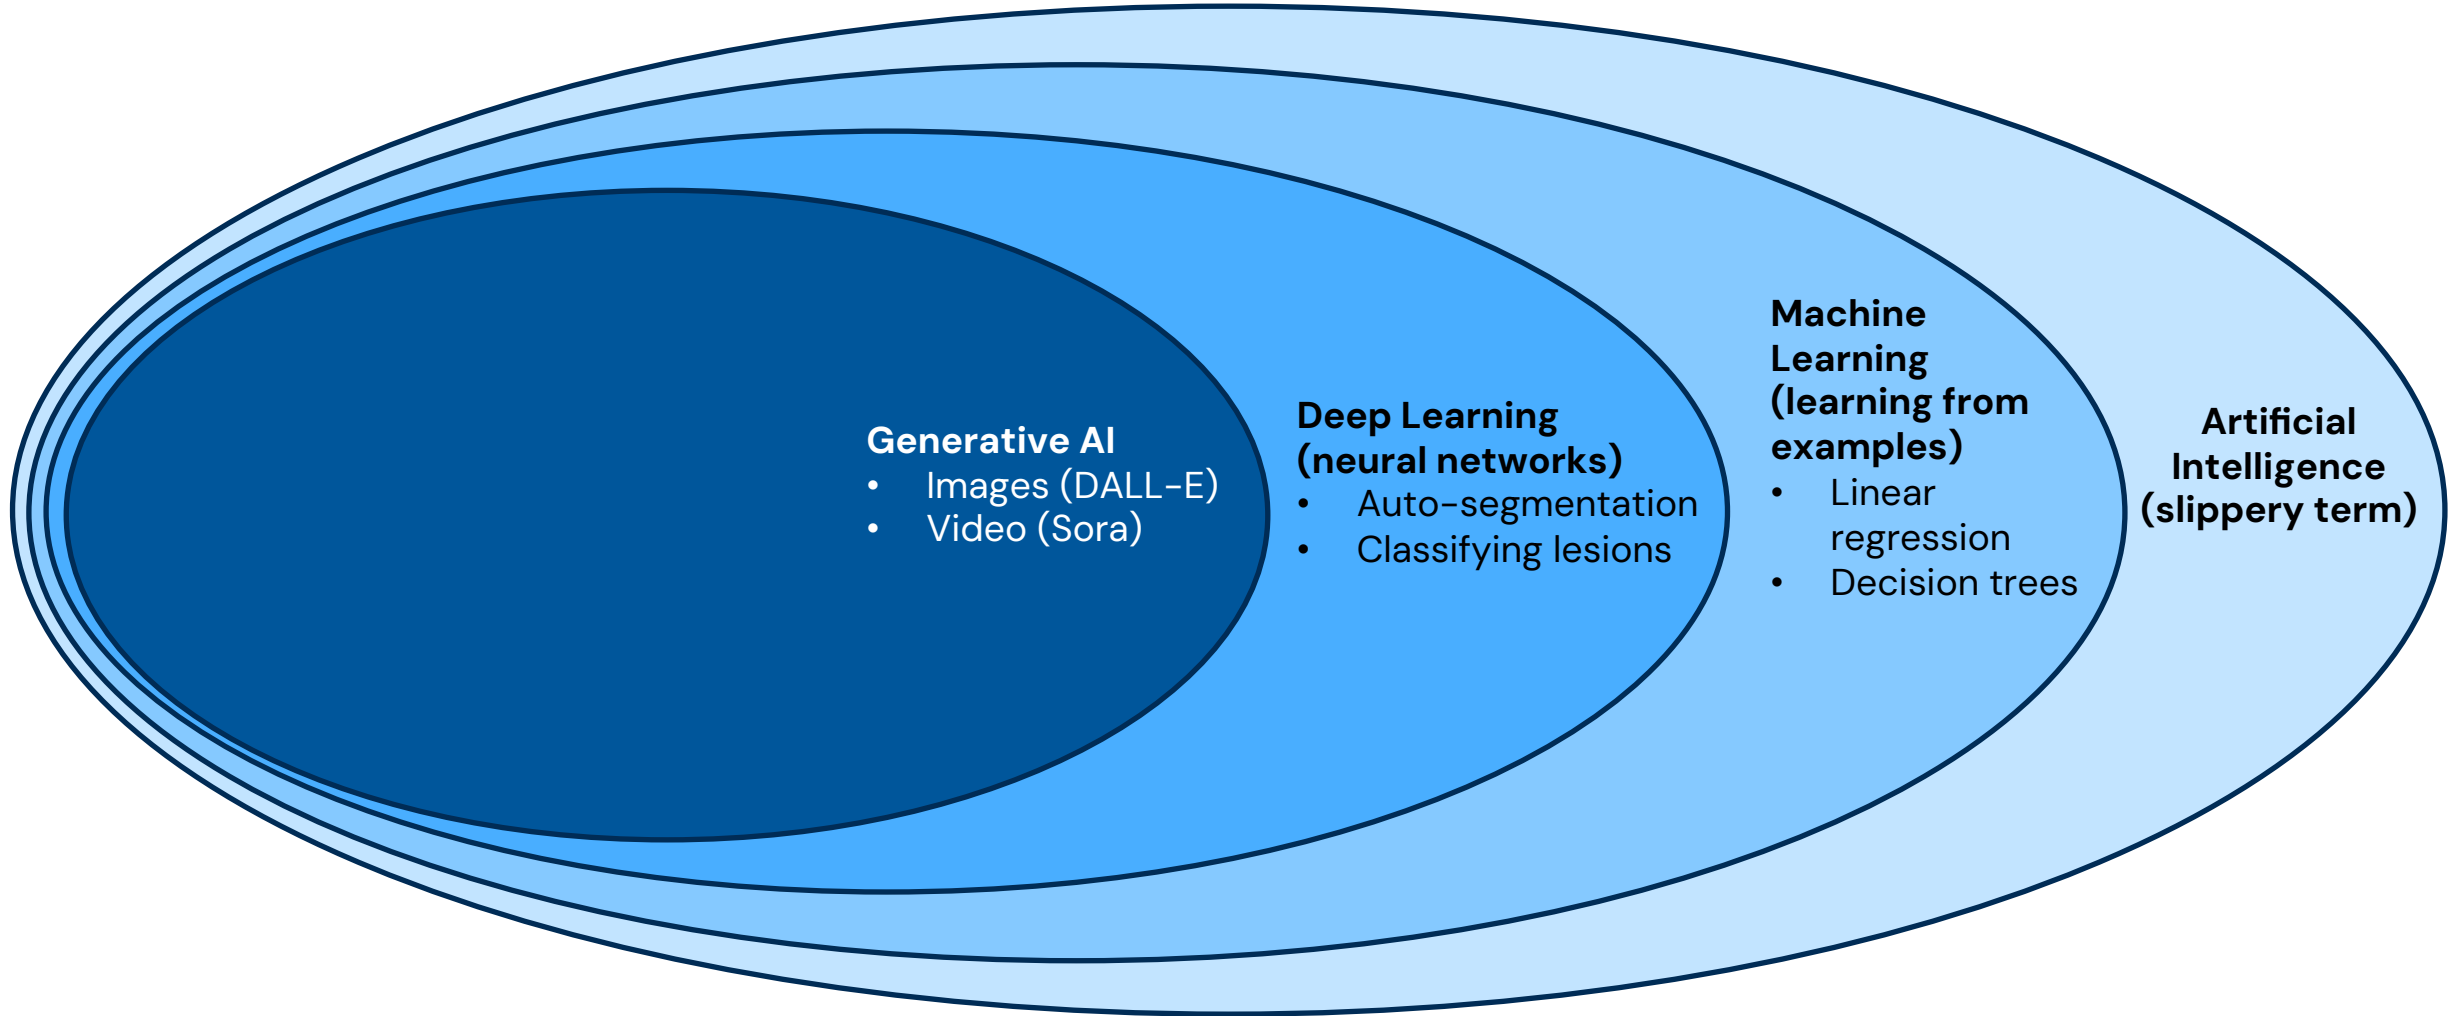 Generative AI
• Images (DALL-E)
• Video (Sora)
Deep Learning
(neural networks)
• Auto-segmentation
• Classifying lesions
Machine
Learning
(learning from
examples)
• Linear
regression
• Decision trees
Artificial
Intelligence
(slippery term)